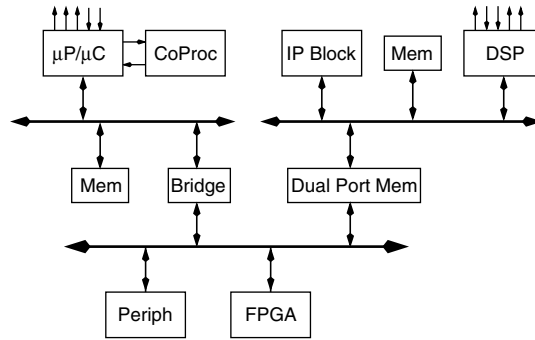 μP/μC
CoProc
IP Block
Mem
DSP
Mem
Bridge
Dual Port Mem
Periph
FPGA